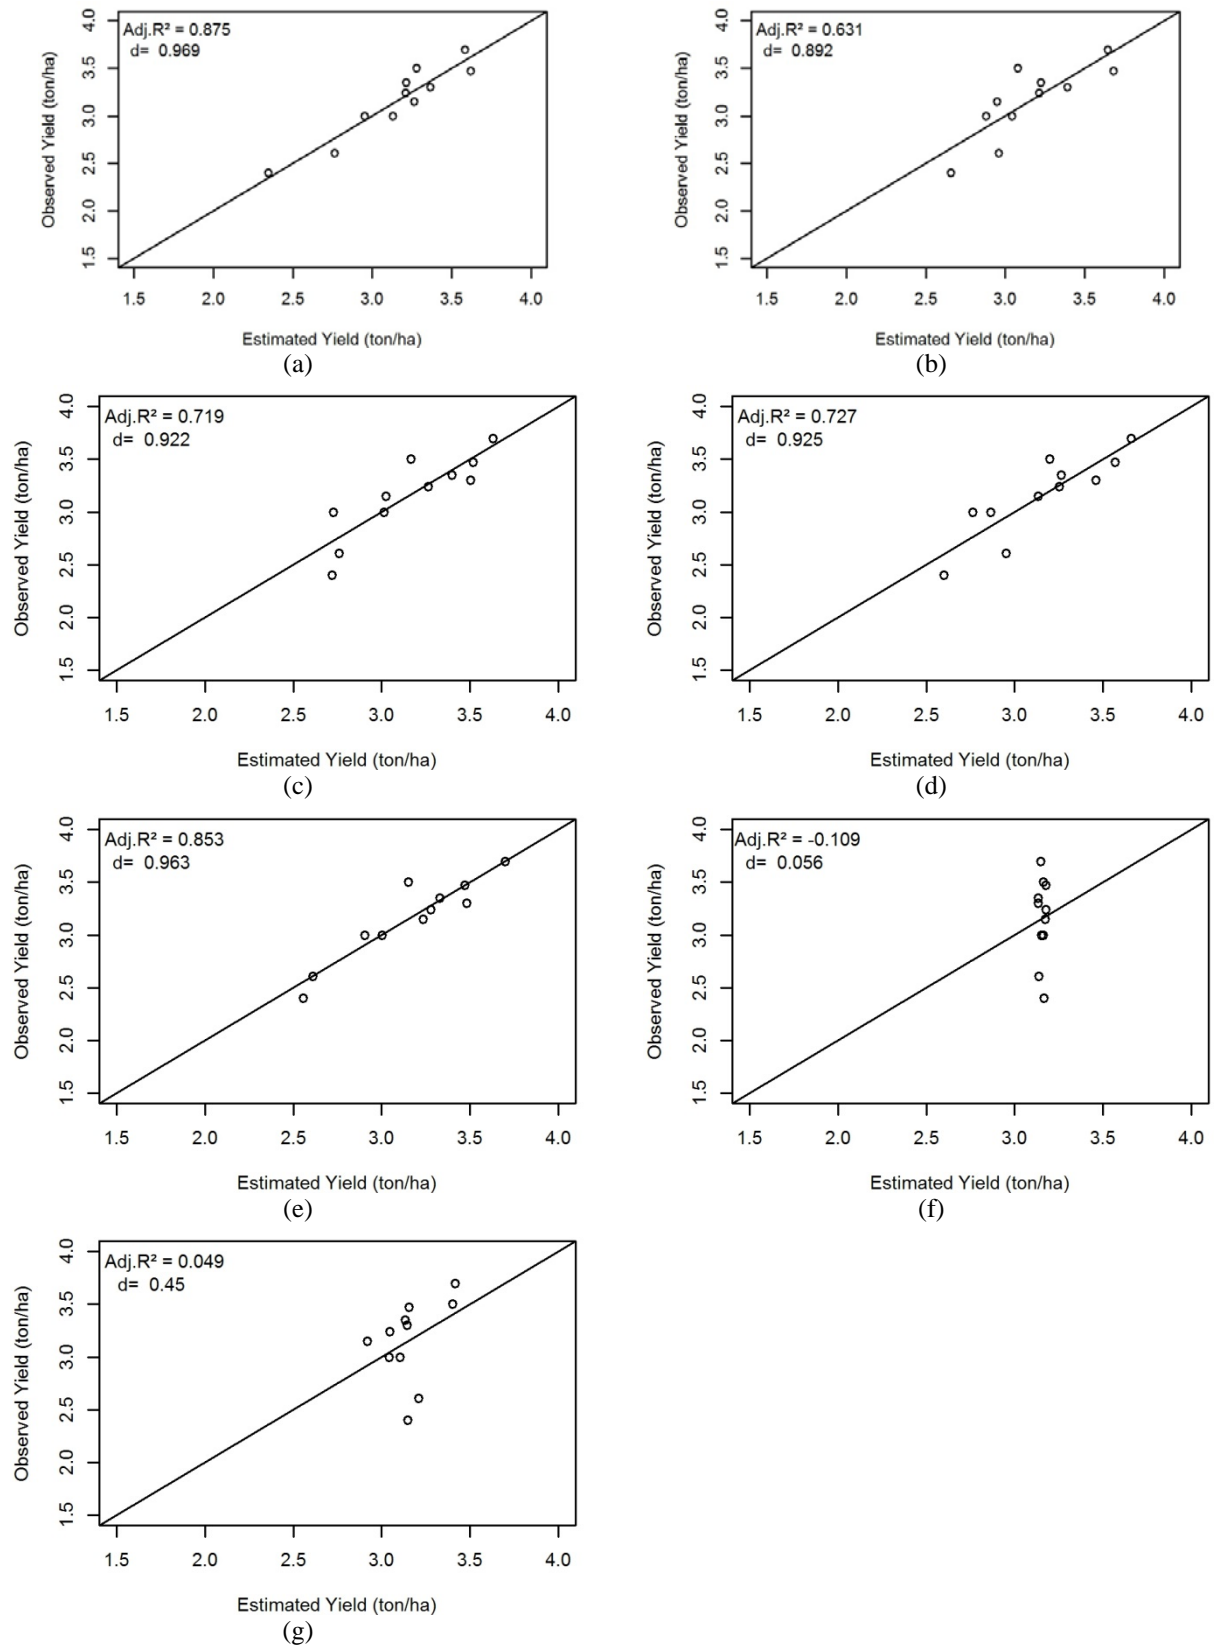 Adj.R² = 0.875
d= 0.969
Observed Yield (ton/ha)
4.0
3.5
3.0
2.5
2.0
1.5
1.5 2.0 2.5 3.0 3.5 4.0
Estimated Yield (ton/ha)
(a)
Adj.R² = 0.631
d= 0.892
Observed Yield (ton/ha)
4.0
3.5
3.0
2.5
2.0
1.5
1.5 2.0 2.5 3.0 3.5 4.0
Estimated Yield (ton/ha)
(b)
Adj.R² = 0.719
d= 0.922
Observed Yield (ton/ha)
4.0
3.5
3.0
2.5
2.0
1.5
1.5 2.0 2.5 3.0 3.5 4.0
Estimated Yield (ton/ha)
(c)
Adj.R² = 0.727
d= 0.925
Observed Yield (ton/ha)
4.0
3.5
3.0
2.5
2.0
1.5
1.5 2.0 2.5 3.0 3.5 4.0
Estimated Yield (ton/ha)
(d)
Adj.R² = 0.853
d= 0.963
Observed Yield (ton/ha)
4.0
3.5
3.0
2.5
2.0
1.5
1.5 2.0 2.5 3.0 3.5 4.0
Estimated Yield (ton/ha)
(e)
Adj.R² = -0.109
d= 0.056
Observed Yield (ton/ha)
4.0
3.5
3.0
2.5
2.0
1.5
1.5 2.0 2.5 3.0 3.5 4.0
Estimated Yield (ton/ha)
(f)
Adj.R² = 0.049
d= 0.45
Observed Yield (ton/ha)
4.0
3.5
3.0
2.5
2.0
1.5
1.5 2.0 2.5 3.0 3.5 4.0
Estimated Yield (ton/ha)
(g)